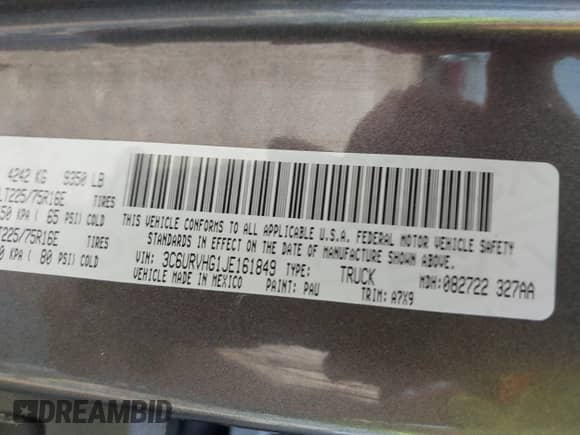 4242 KG 9350 LB
LT225/75R16E TIRES
50 KPA ( 65 PSI) COLD
T225/75R16E TIRES
0 KPA ( 80 PSI) COLD
THIS VEHICLE CONFORMS TO ALL APPLICABLE U.S.A. FEDERAL MOTOR VEHICLE SAFETY
STANDARDS IN EFFECT ON THE DATE OF MANUFACTURE SHOWN ABOVE.
VIN: 3C6URVHG1JE161849 TYPE: TRUCK MDH: 082722 327AA
VEHICLE MADE IN MEXICO PAINT: PAU TRIM: A7X9
DREAMBID